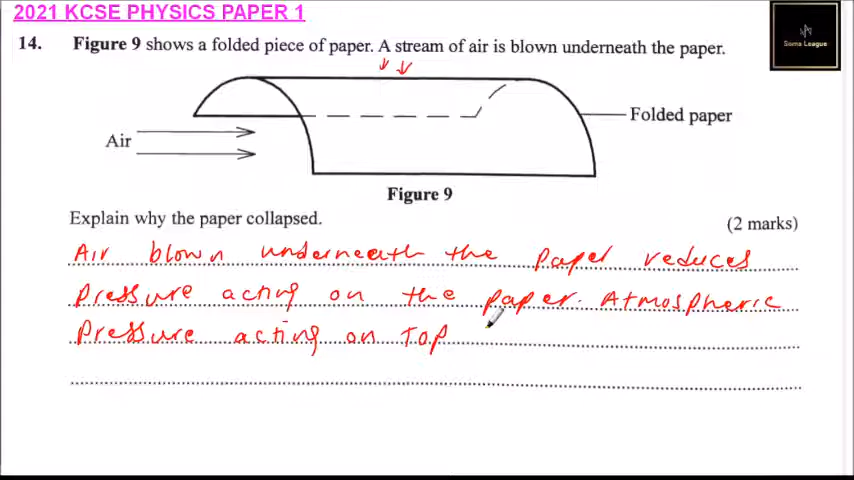 2021 KCSE PHYSICS PAPER 1
14. Figure 9 shows a folded piece of paper. A stream of air is blown underneath the paper.
Soma League
Folded paper
Air
Figure 9
Explain why the paper collapsed.
(2 marks)
Air blown underneath the paper reduces
Pressure acting on the paper. Atmospheric
Pressure acting on Top